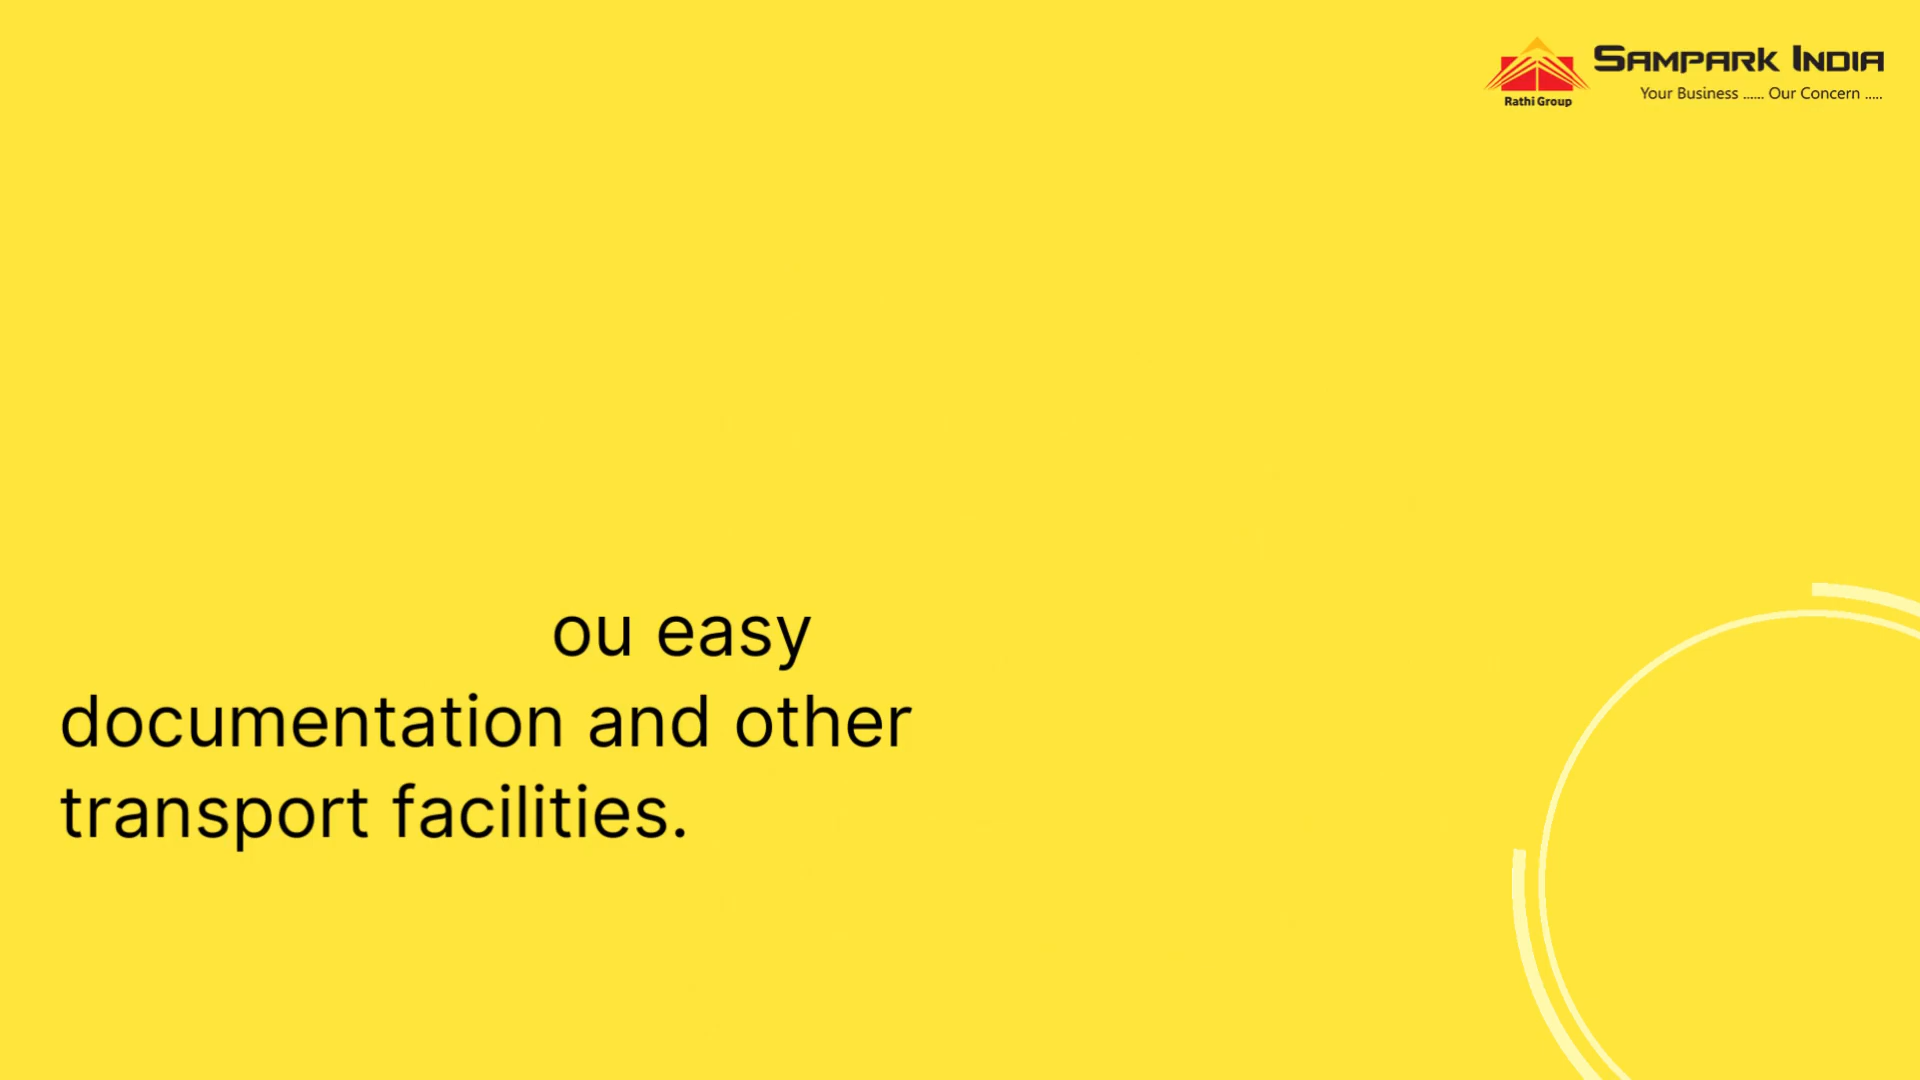 SAMPARK INDIA
Rathi Group
Your Business ...... Our Concern .....
ou easy
documentation and other
transport facilities.